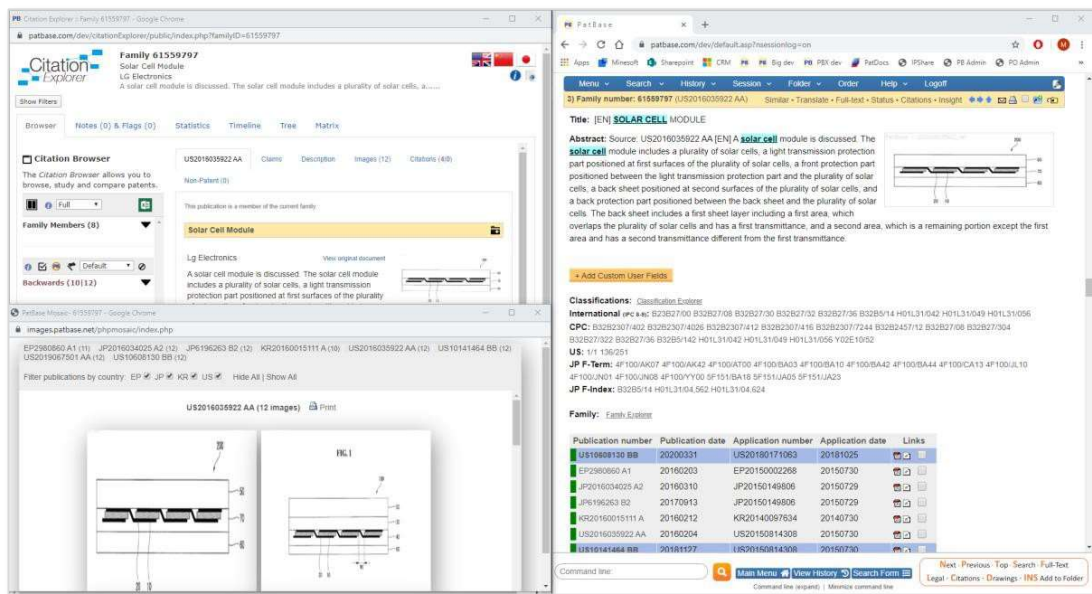 Citation Explorer : Family 61559797 - Google Chrome
patbase.com/dev/citationExplorer/public/index.php?familyID=61559797
Citation Explorer
Family 61559797
Solar Cell Module
LG Electronics
A solar cell module is discussed. The solar cell module includes a plurality of solar cells, a......
Show Filters
Browser Notes (0) & Flags (0) Statistics Timeline Tree Matrix
Citation Browser
The Citation Browser allows you to
browse, study and compare patents.
Full
Family Members (8)
Default
Backwards (10|12)
US2016035922 AA Claims Description Images (12) Citations (4|0)
Non-Patent (0)
This publication is a member of the current family
Solar Cell Module
Lg Electronics View original document
A solar cell module is discussed. The solar cell module
includes a plurality of solar cells, a light transmission
protection part positioned at first surfaces of the plurality
PatBase Mosaic - 61559797 - Google Chrome
images.patbase.net/phpmosaic/index.php
EP2980860 A1 (11) JP2016034025 A2 (12) JP6196263 B2 (12) KR20160015111 A (10) US2016035922 AA (12) US10141464 BB (12)
US2019067501 AA (12) US10608130 BB (12)
Filter publications by country: EP JP KR US Hide All | Show All
US2016035922 AA (12 images) Print
FIG. 1
PatBase
patbase.com/dev/default.asp?nsessionlog=on
Apps Minesoft Sharepoint CRM Big dev PBX dev PatDocs IPShare PB Admin PO Admin
Menu Search History Session Folder Order Help Logoff
3) Family number: 61559797 (US2016035922 AA) Similar • Translate • Full-text • Status • Citations • Insight
Title: [EN] SOLAR CELL MODULE
Abstract: Source: US2016035922 AA [EN] A solar cell module is discussed. The
solar cell module includes a plurality of solar cells, a light transmission protection
part positioned at first surfaces of the plurality of solar cells, a front protection part
positioned between the light transmission protection part and the plurality of solar
cells, a back sheet positioned at second surfaces of the plurality of solar cells, and
a back protection part positioned between the back sheet and the plurality of solar
cells. The back sheet includes a first sheet layer including a first area, which
overlaps the plurality of solar cells and has a first transmittance, and a second area, which is a remaining portion except the first
area and has a second transmittance different from the first transmittance.
+ Add Custom User Fields
Classifications: Classification Explorer
International (IPC 8-9): B23B27/00 B32B27/08 B32B27/30 B32B27/32 B32B27/36 B32B5/14 H01L31/042 H01L31/049 H01L31/056
CPC: B32B2307/402 B32B2307/4026 B32B2307/412 B32B2307/416 B32B2307/7244 B32B2457/12 B32B27/08 B32B27/304
B32B27/322 B32B27/36 B32B5/142 H01L31/042 H01L31/049 H01L31/056 Y02E10/52
US: 1/1 136/251
JP F-Term: 4F100/AK07 4F100/AK42 4F100/AT00 4F100/BA03 4F100/BA10 4F100/BA42 4F100/BA44 4F100/CA13 4F100/JL10
4F100/JN01 4F100/JN08 4F100/YY00 5F151/BA18 5F151/JA05 5F151/JA23
JP F-Index: B32B5/14 H01L31/04,562 H01L31/04,624
Family: Family Explorer
Publication number Publication date Application number Application date Links
US10608130 BB 20200331 US20180171063 20181025
EP2980860 A1 20160203 EP20150002268 20150730
JP2016034025 A2 20160310 JP20150149806 20150729
JP6196263 B2 20170913 JP20150149806 20150729
KR20160015111 A 20160212 KR20140097634 20140730
US2016035922 AA 20160204 US20150814308 20150730
US10141464 BB 20181127 US20150814308 20150730
Command line: Main Menu View History Search Form
Command line (expand) | Minimize command line
Next · Previous · Top · Search · Full-Text
Legal · Citations · Drawings · INS Add to Folder